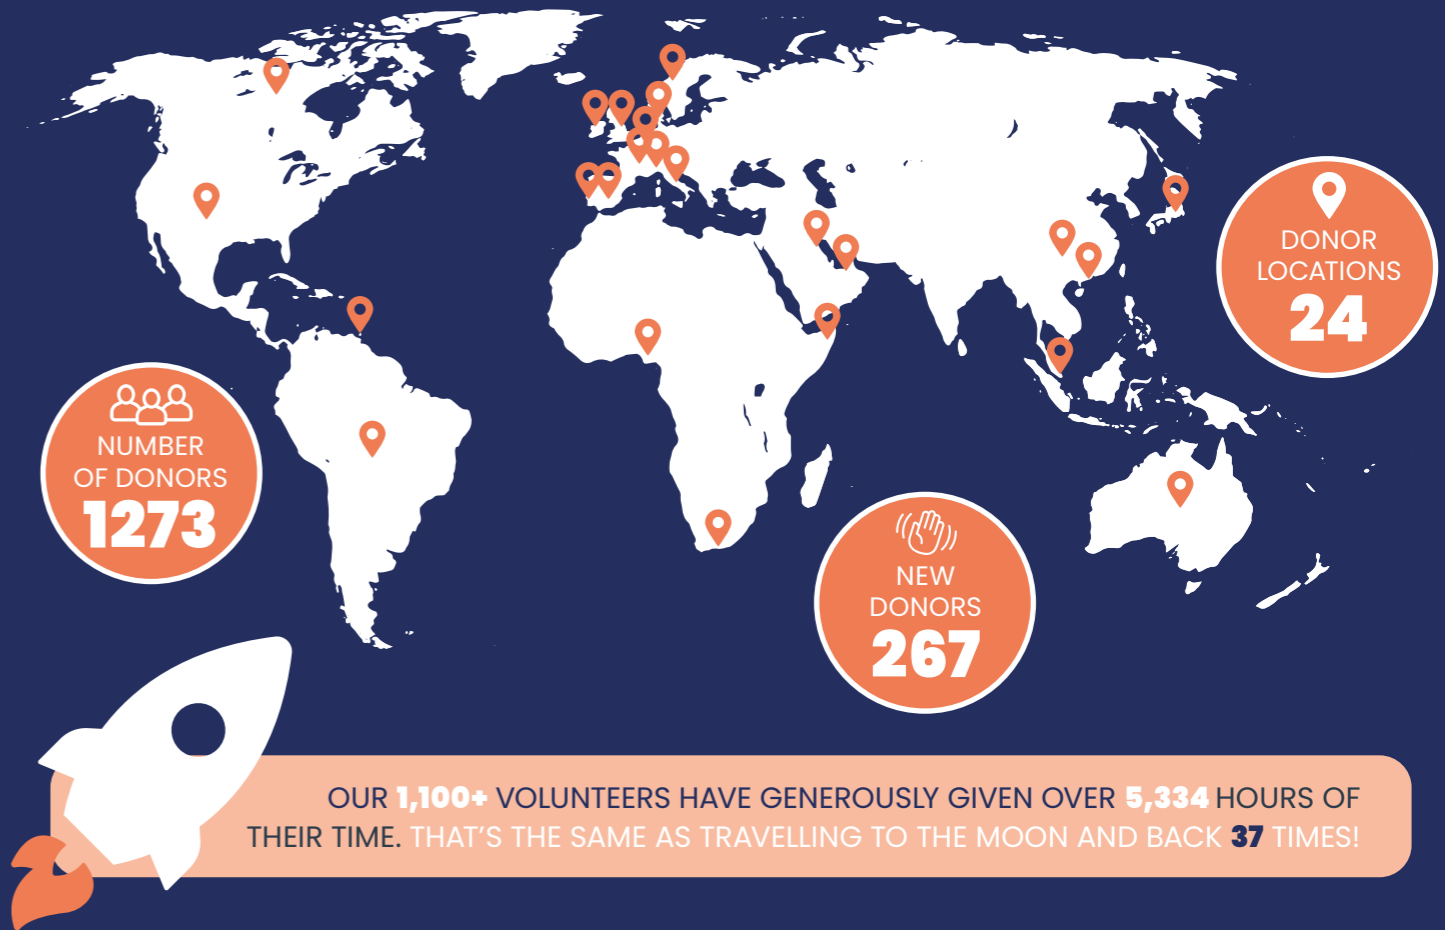 DONOR
LOCATIONS
24
NUMBER
OF DONORS
1273
NEW
DONORS
267
OUR 1,100+ VOLUNTEERS HAVE GENEROUSLY GIVEN OVER 5,334 HOURS OF
THEIR TIME. THAT'S THE SAME AS TRAVELLING TO THE MOON AND BACK 37 TIMES!